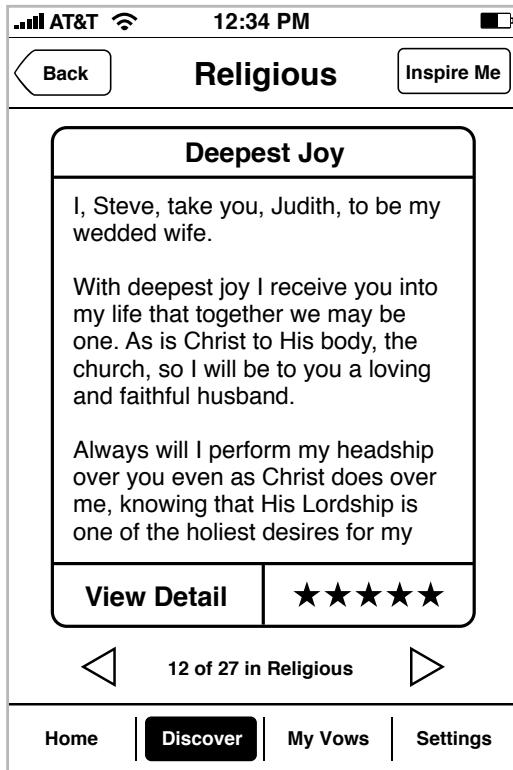 AT&T 12:34 PM
Back Religious Inspire Me
Deepest Joy
I, Steve, take you, Judith, to be my
wedded wife.
With deepest joy I receive you into
my life that together we may be
one. As is Christ to His body, the
church, so I will be to you a loving
and faithful husband.
Always will I perform my headship
over you even as Christ does over
me, knowing that His Lordship is
one of the holiest desires for my
View Detail ★★★★★
12 of 27 in Religious
Home Discover My Vows Settings